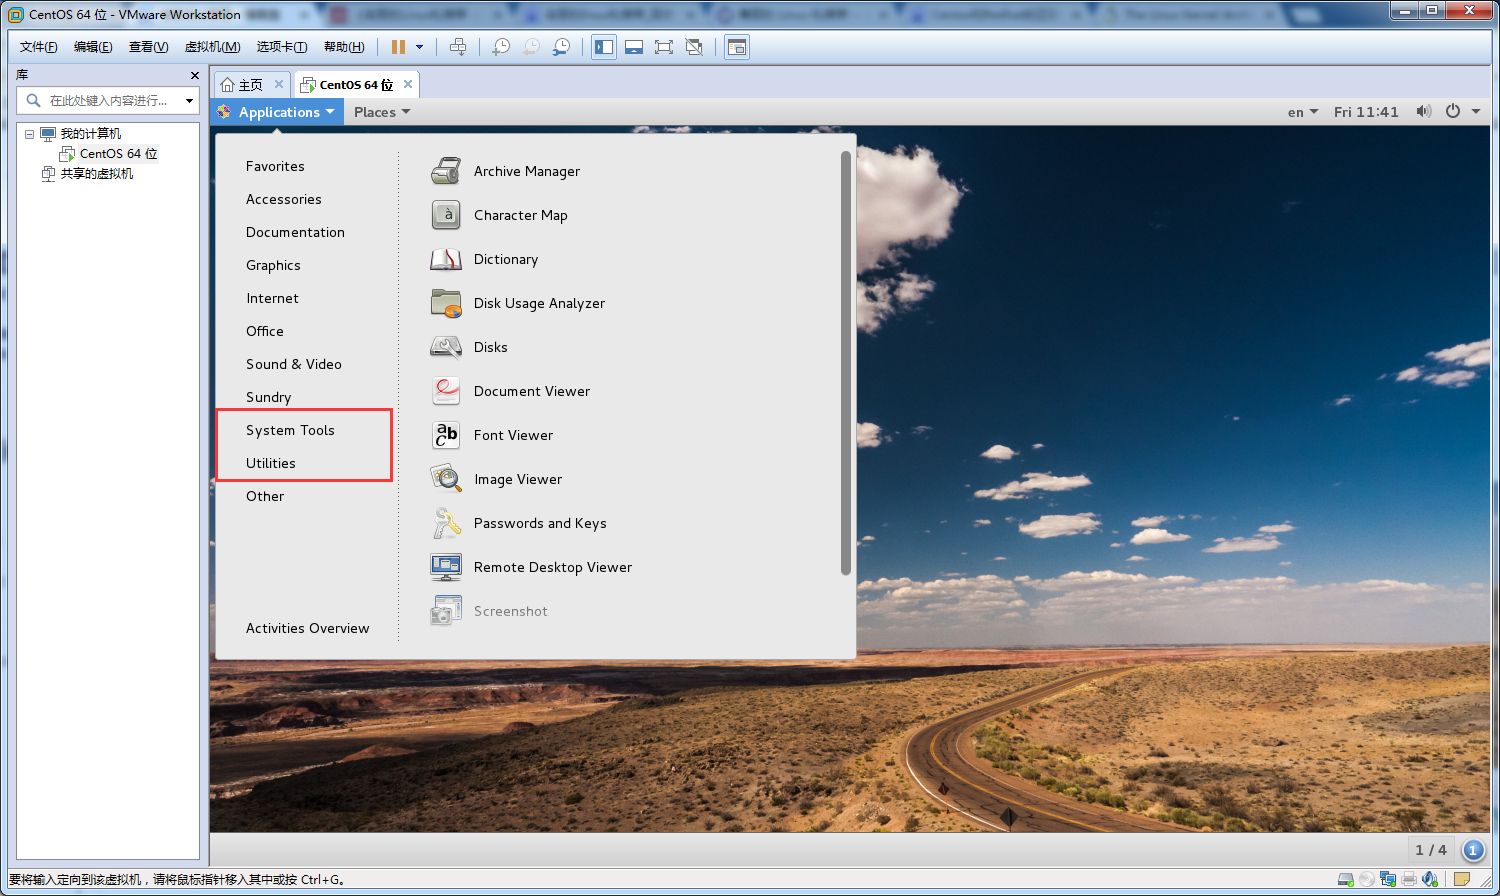 CentOS 64 位 - VMware Workstation
文件(F) 编辑(E) 查看(V) 虚拟机(M) 选项卡(T) 帮助(H)
库
在此处键入内容进行...
我的计算机
CentOS 64 位
共享的虚拟机
主页 CentOS 64 位
Applications Places en Fri 11:41
Favorites
Accessories
Documentation
Graphics
Internet
Office
Sound & Video
Sundry
System Tools
Utilities
Other
Activities Overview
Archive Manager
Character Map
Dictionary
Disk Usage Analyzer
Disks
Document Viewer
Font Viewer
Image Viewer
Passwords and Keys
Remote Desktop Viewer
Screenshot
1 / 4 1
要将输入定向到该虚拟机，请将鼠标指针移入其中或按 Ctrl+G。